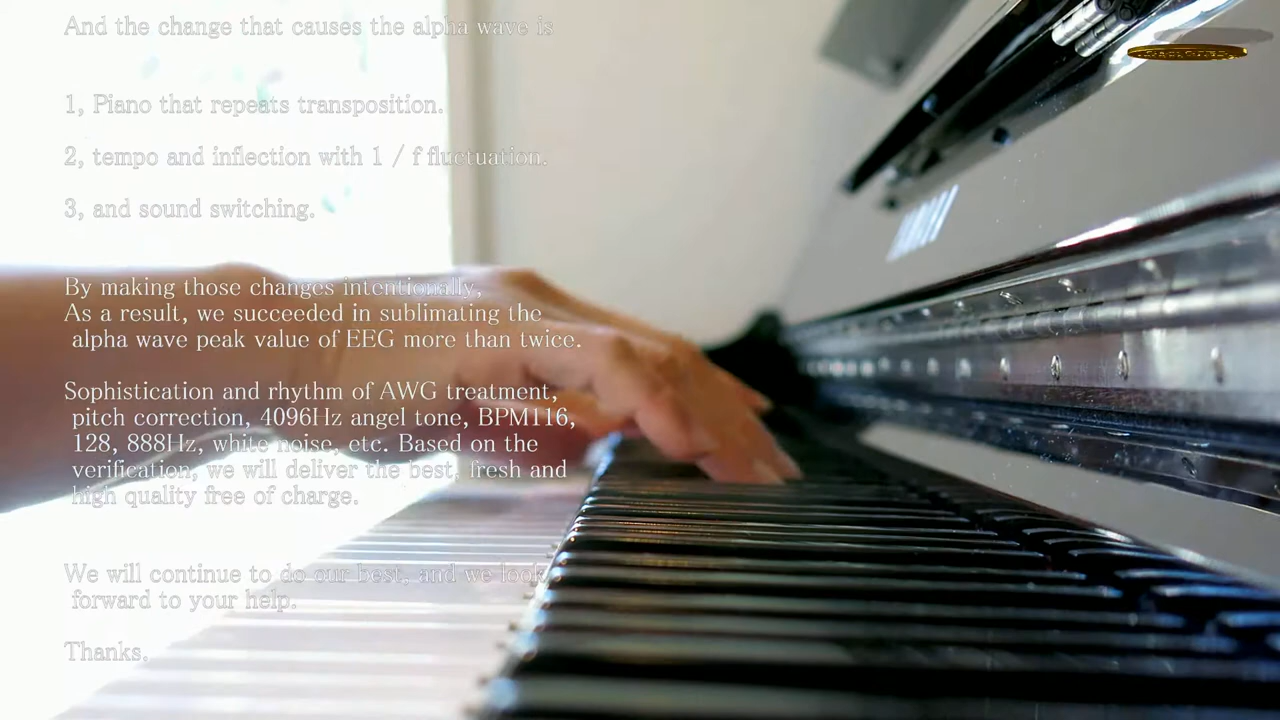 And the change that causes the alpha wave is
1, Piano that repeats transposition.
2, tempo and inflection with 1 / f fluctuation.
3, and sound switching.
By making those changes intentionally,
As a result, we succeeded in sublimating the
alpha wave peak value of EEG more than twice.
Sophistication and rhythm of AWG treatment,
pitch correction, 4096Hz angel tone, BPM116,
128, 888Hz, white noise, etc. Based on the
verification, we will deliver the best, fresh and
high quality free of charge.
We will continue to do our best, and we look
forward to your help.
Thanks.